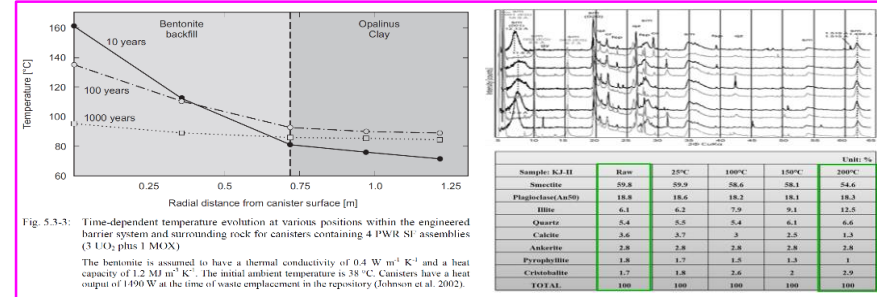 Bentonite
backfill
Opalinus
Clay
10 years
100 years
1000 years
Temperature [°C]
160
140
120
100
80
60
0.25
0.5
0.75
1.0
1.25
Radial distance from canister surface [m]
Fig. 5.3-3: Time-dependent temperature evolution at various positions within the engineered
barrier system and surrounding rock for canisters containing 4 PWR SF assemblies
(3 UO₂ plus 1 MOX)
The bentonite is assumed to have a thermal conductivity of 0.4 W m⁻¹ K⁻¹ and a heat
capacity of 1.2 MJ m⁻³ K⁻¹. The initial ambient temperature is 38 °C. Canisters have a heat
output of 1490 W at the time of waste emplacement in the repository (Johnson et al. 2002).
Unit: %
Sample: KJ-II Raw 25°C 100°C 150°C 200°C
Smectite 59.8 59.9 58.6 58.1 54.6
Plagioclase(An50) 18.8 18.6 18.2 18.1 18.3
Illite 6.1 6.2 7.9 9.1 12.5
Quartz 5.5 5.5 5.4 6.1 6.6
Calcite 3.6 3.7 3 2.5 1.3
Ankerite 2.8 2.8 2.8 2.8 2.8
Pyrophyllite 1.8 1.7 1.5 1.3 1
Cristobalite 1.7 1.8 2.6 2 2.9
TOTAL 100 100 100 100 100